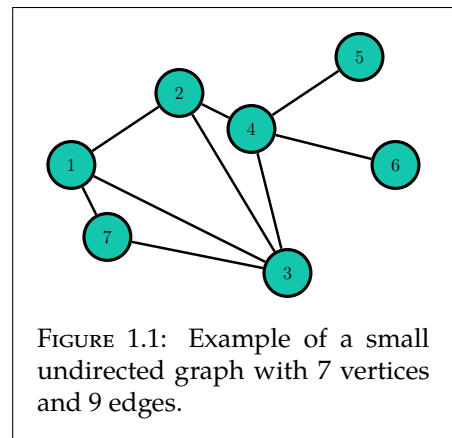 5
2
4
1
6
7
3
FIGURE 1.1: Example of a small
undirected graph with 7 vertices
and 9 edges.